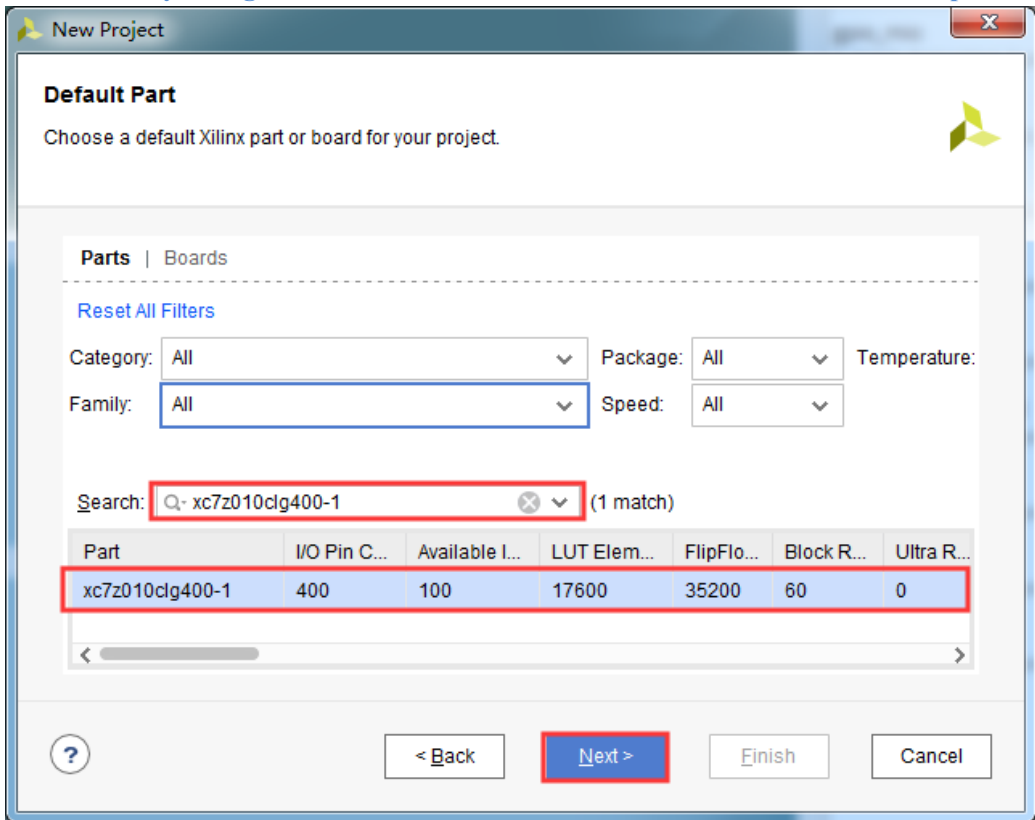 New Project
Default Part
Choose a default Xilinx part or board for your project.
Parts | Boards
Reset All Filters
Category: All Package: All Temperature:
Family: All Speed: All
Search: xc7z010clg400-1 (1 match)
Part I/O Pin C... Available I... LUT Elem... FlipFlo... Block R... Ultra R...
xc7z010clg400-1 400 100 17600 35200 60 0
? < Back Next > Finish Cancel